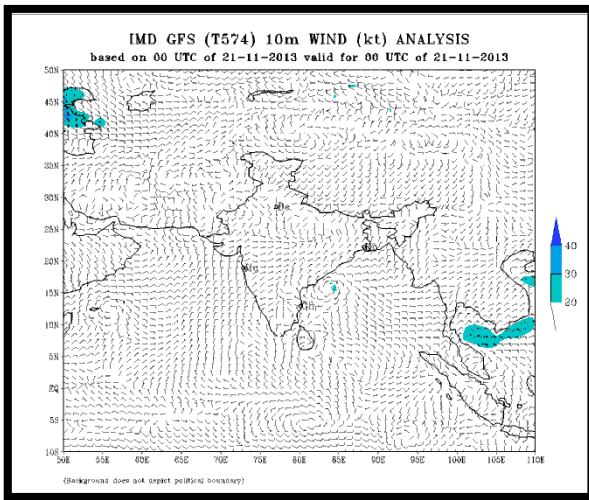 IMD GFS (T574) 10m WIND (kt) ANALYSIS
based on 00 UTC of 21-11-2013 valid for 00 UTC of 21-11-2013
50N
45N
40N
35N
30N
25N
20N
15N
10N
5N
EQ
5S
10S
50E 55E 60E 65E 70E 75E 80E 85E 90E 95E 100E 105E 110E
40
30
20
(Background does not depict political boundary)